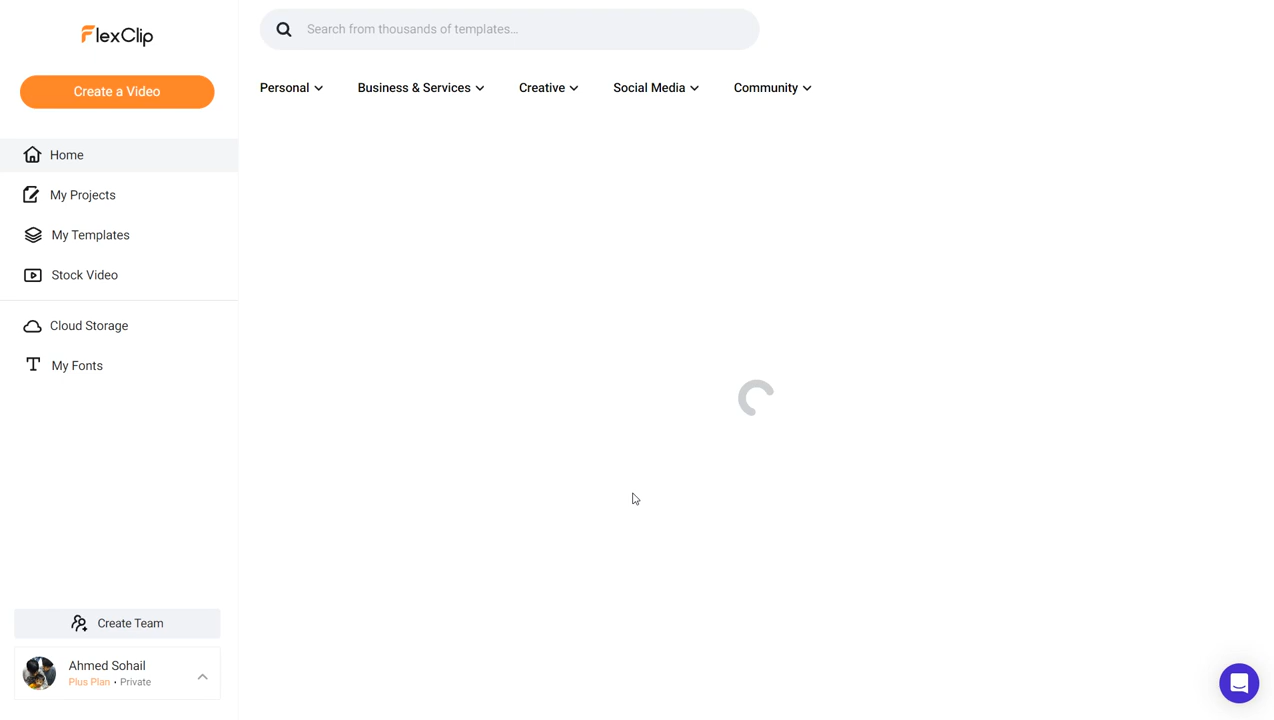 FlexClip
Search from thousands of templates...
Create a Video
Personal
Business & Services
Creative
Social Media
Community
Home
My Projects
My Templates
Stock Video
Cloud Storage
My Fonts
Create Team
Ahmed Sohail
Plus Plan • Private